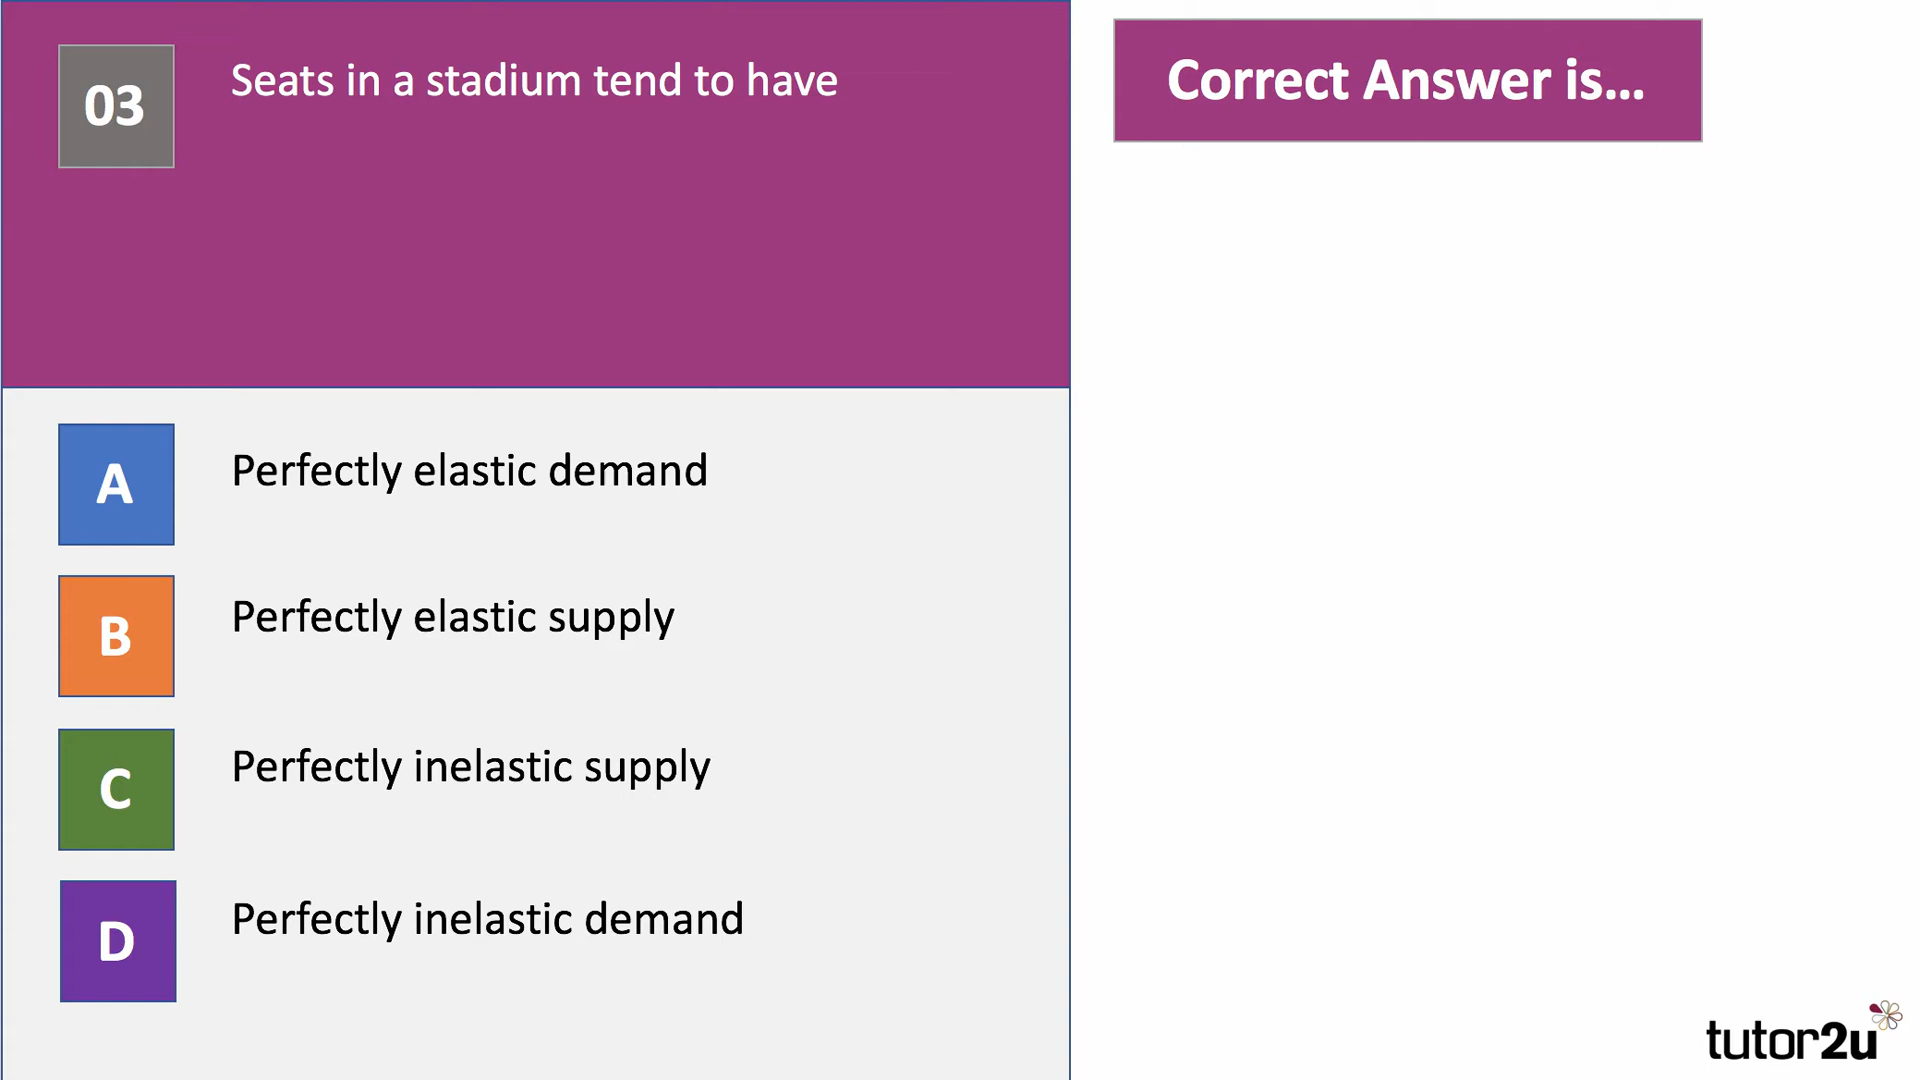 03
Seats in a stadium tend to have
Correct Answer is...
A
Perfectly elastic demand
B
Perfectly elastic supply
C
Perfectly inelastic supply
D
Perfectly inelastic demand
tutor2u